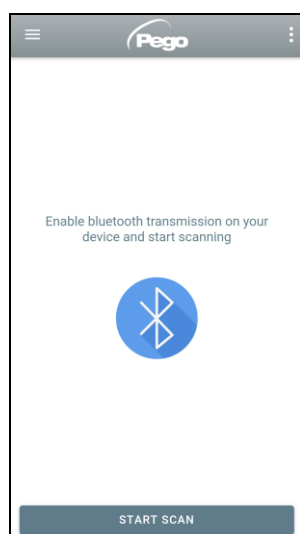 Pego
Enable bluetooth transmission on your
device and start scanning
START SCAN